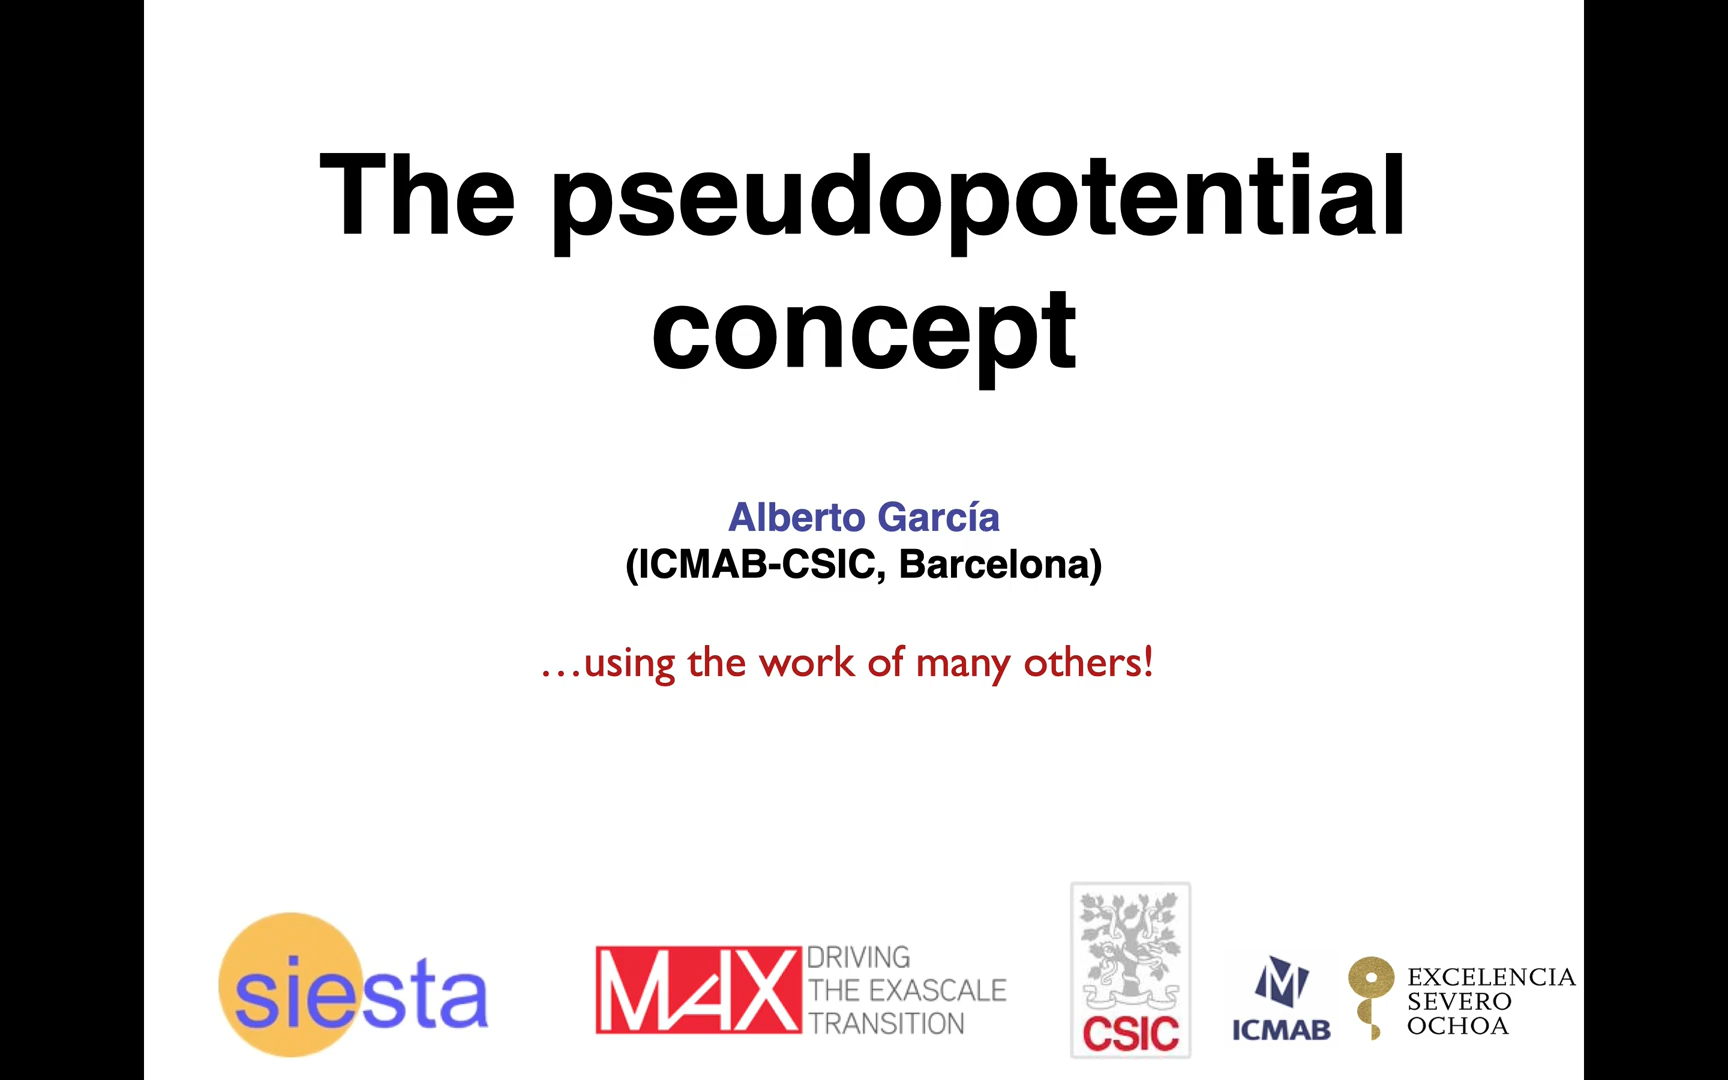 The pseudopotential
concept
Alberto García
(ICMAB-CSIC, Barcelona)
…using the work of many others!
siesta
MAX
DRIVING
THE EXASCALE
TRANSITION
CSIC
ICMAB
EXCELENCIA
SEVERO
OCHOA